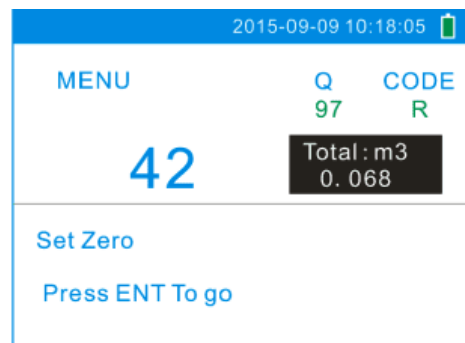 2015-09-09 10:18:05
MENU Q CODE
97 R
42
Total: m3
0.068
Set Zero
Press ENT To go